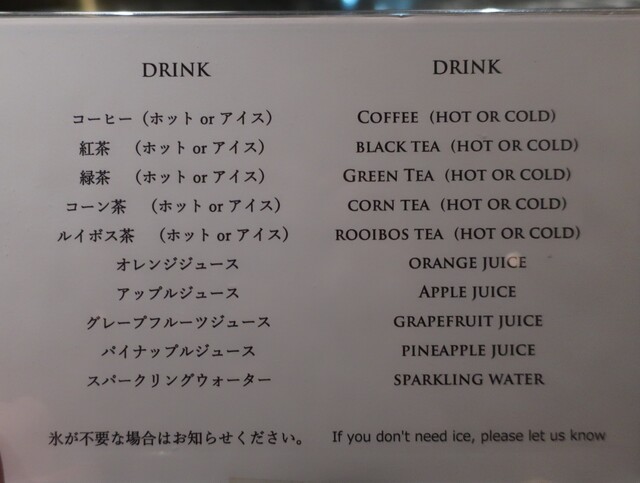 DRINK
コーヒー（ホット or アイス）
紅茶 （ホット or アイス）
緑茶 （ホット or アイス）
コーン茶 （ホット or アイス）
ルイボス茶 （ホット or アイス）
オレンジジュース
アップルジュース
グレープフルーツジュース
パイナップルジュース
スパークリングウォーター
氷が不要な場合はお知らせください。
DRINK
COFFEE (HOT OR COLD)
BLACK TEA (HOT OR COLD)
GREEN TEA (HOT OR COLD)
CORN TEA (HOT OR COLD)
ROOIBOS TEA (HOT OR COLD)
ORANGE JUICE
APPLE JUICE
GRAPEFRUIT JUICE
PINEAPPLE JUICE
SPARKLING WATER
If you don't need ice, please let us know